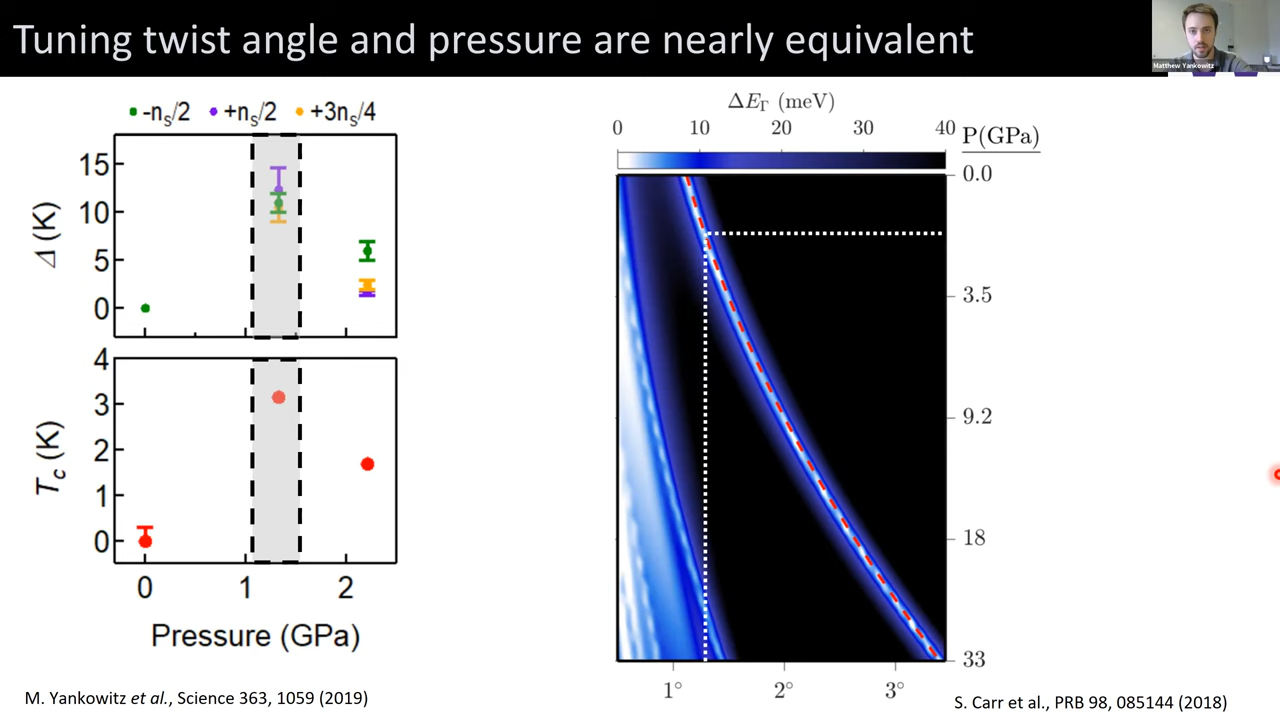 Tuning twist angle and pressure are nearly equivalent
Matthew Yankowitz
-nₛ/2 +nₛ/2 +3nₛ/4
15
10
5
0
Δ (K)
4
3
2
1
0
T_c (K)
0 1 2
Pressure (GPa)
M. Yankowitz et al., Science 363, 1059 (2019)
ΔE_Γ (meV)
0 10 20 30 40
P(GPa)
0.0
3.5
9.2
18
33
1° 2° 3°
S. Carr et al., PRB 98, 085144 (2018)